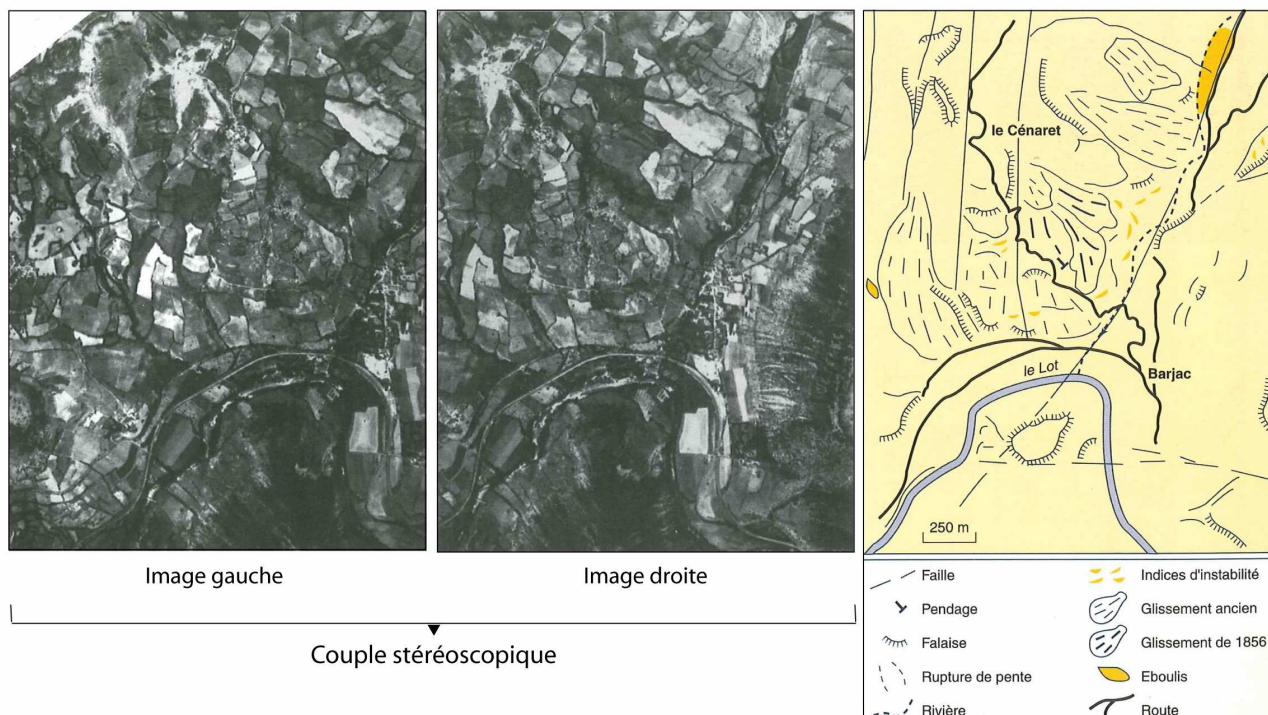 Image gauche
Image droite
Couple stéréoscopique
le Cénaret
le Lot
Barjac
250 m
Faille
Pendage
Falaise
Rupture de pente
Rivière
Indices d'instabilité
Glissement ancien
Glissement de 1856
Eboulis
Route